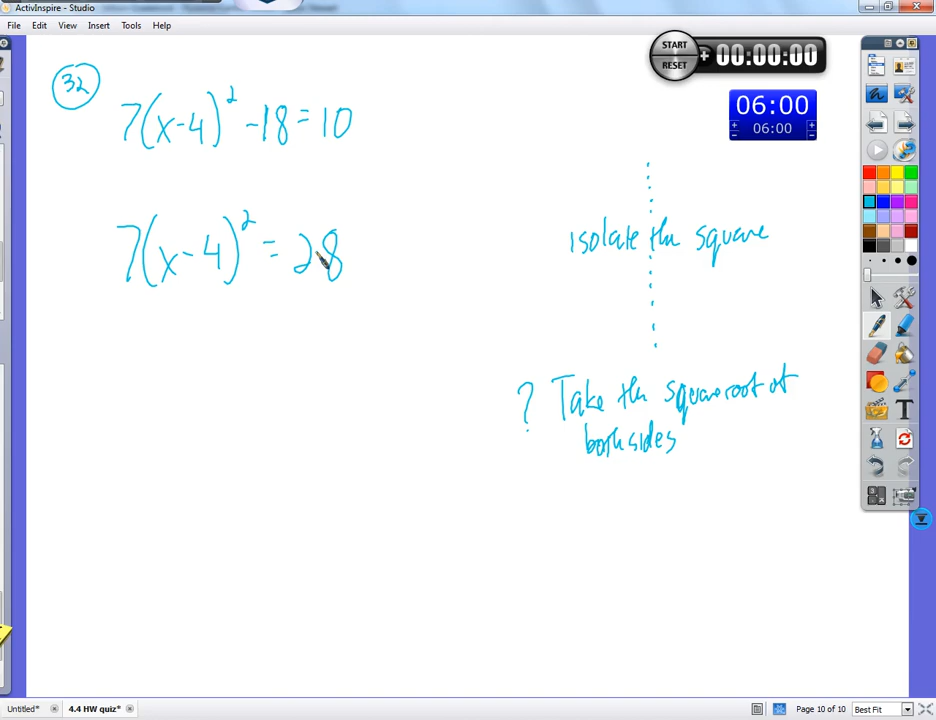 ActivInspire - Studio
File Edit View Insert Tools Help
START
RESET
+ 00:00:00
06:00
06:00
32
7(x-4)² -18=10
7(x-4)² = 28
isolate the square
? Take the square root of
both sides
Untitled*
4.4 HW quiz*
Page 10 of 10
Best Fit